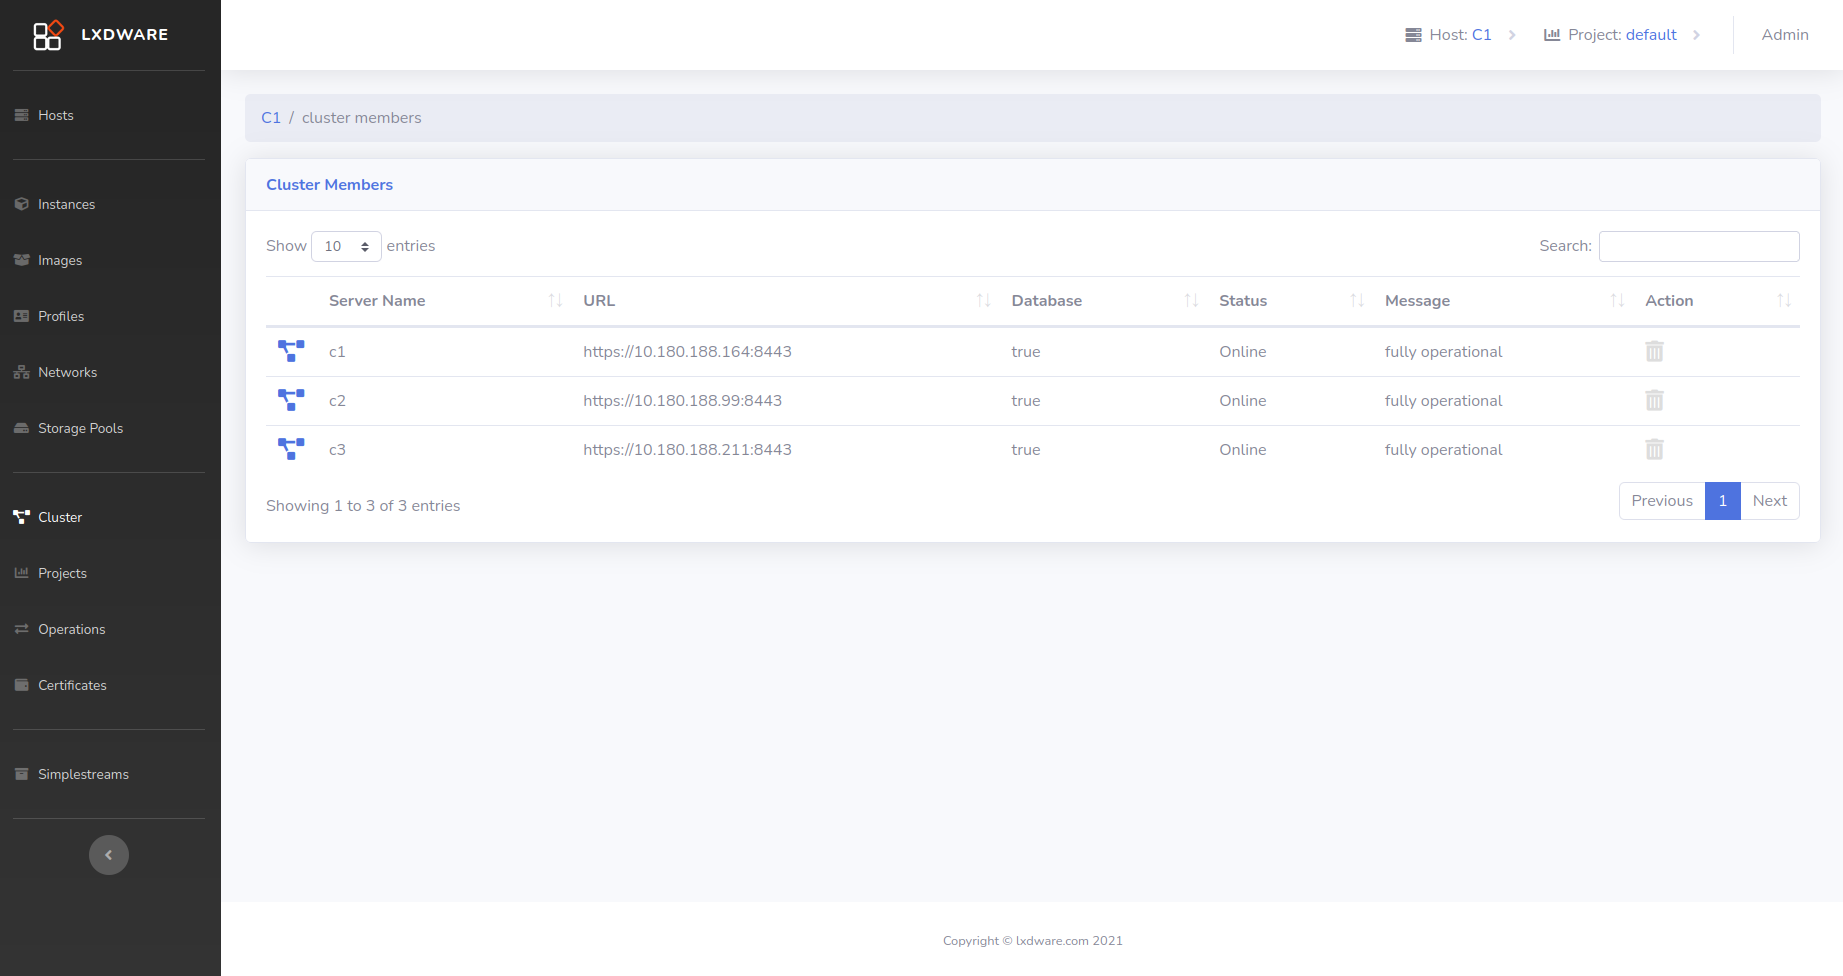 LXDWARE
Host: C1
Project: default
Admin
Hosts
Instances
Images
Profiles
Networks
Storage Pools
Cluster
Projects
Operations
Certificates
Simplestreams
C1 / cluster members
Cluster Members
Show 10 entries
Search:
Server Name URL Database Status Message Action
c1 https://10.180.188.164:8443 true Online fully operational
c2 https://10.180.188.99:8443 true Online fully operational
c3 https://10.180.188.211:8443 true Online fully operational
Showing 1 to 3 of 3 entries
Previous 1 Next
Copyright © lxdware.com 2021